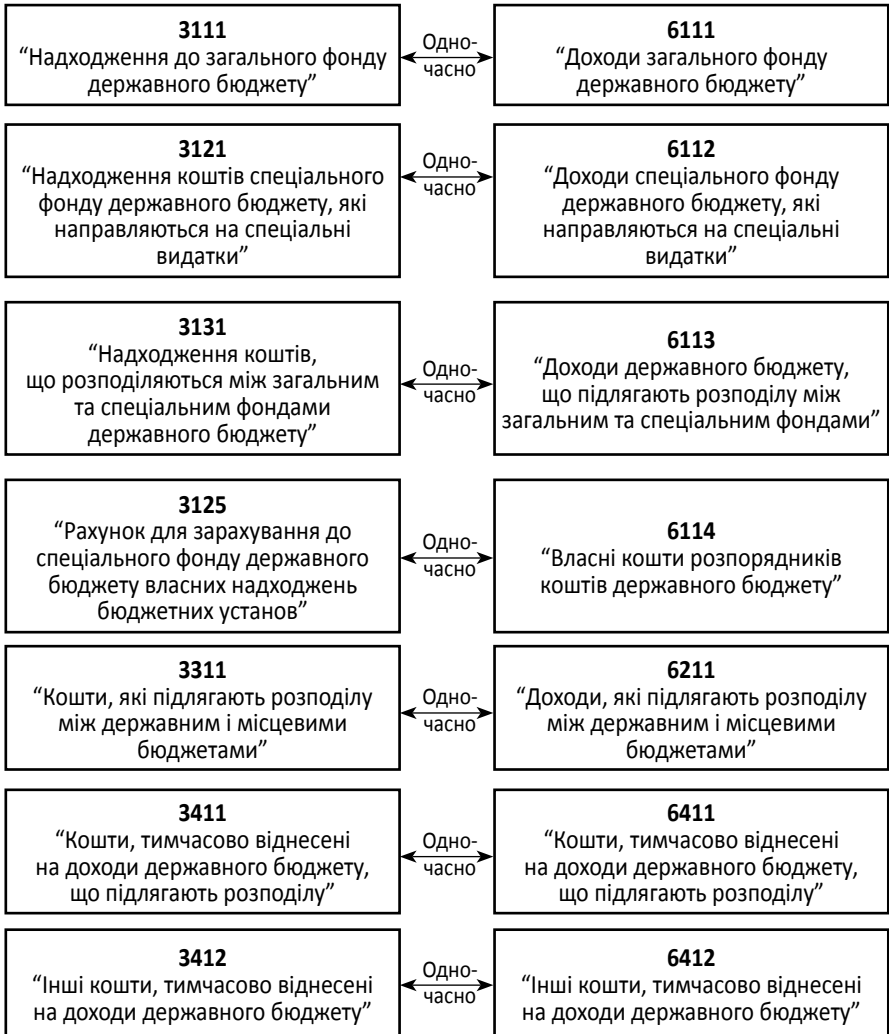 3111
“Надходження до загального фонду
державного бюджету”
Одно-
часно
6111
“Доходи загального фонду
державного бюджету”
3121
“Надходження коштів спеціального
фонду державного бюджету, які
направляються на спеціальні
видатки”
Одно-
часно
6112
“Доходи спеціального фонду
державного бюджету, які
направляються на спеціальні
видатки”
3131
“Надходження коштів,
що розподіляються між загальним
та спеціальним фондами
державного бюджету”
Одно-
часно
6113
“Доходи державного бюджету,
що підлягають розподілу між
загальним та спеціальним фондами”
3125
“Рахунок для зарахування до
спеціального фонду державного
бюджету власних надходжень
бюджетних установ”
Одно-
часно
6114
“Власні кошти розпорядників
коштів державного бюджету”
3311
“Кошти, які підлягають розподілу
між державним і місцевими
бюджетами”
Одно-
часно
6211
“Доходи, які підлягають розподілу
між державним і місцевими
бюджетами”
3411
“Кошти, тимчасово віднесені
на доходи державного бюджету,
що підлягають розподілу”
Одно-
часно
6411
“Кошти, тимчасово віднесені
на доходи державного бюджету,
що підлягають розподілу”
3412
“Інші кошти, тимчасово віднесені
на доходи державного бюджету”
Одно-
часно
6412
“Інші кошти, тимчасово віднесені
на доходи державного бюджету”